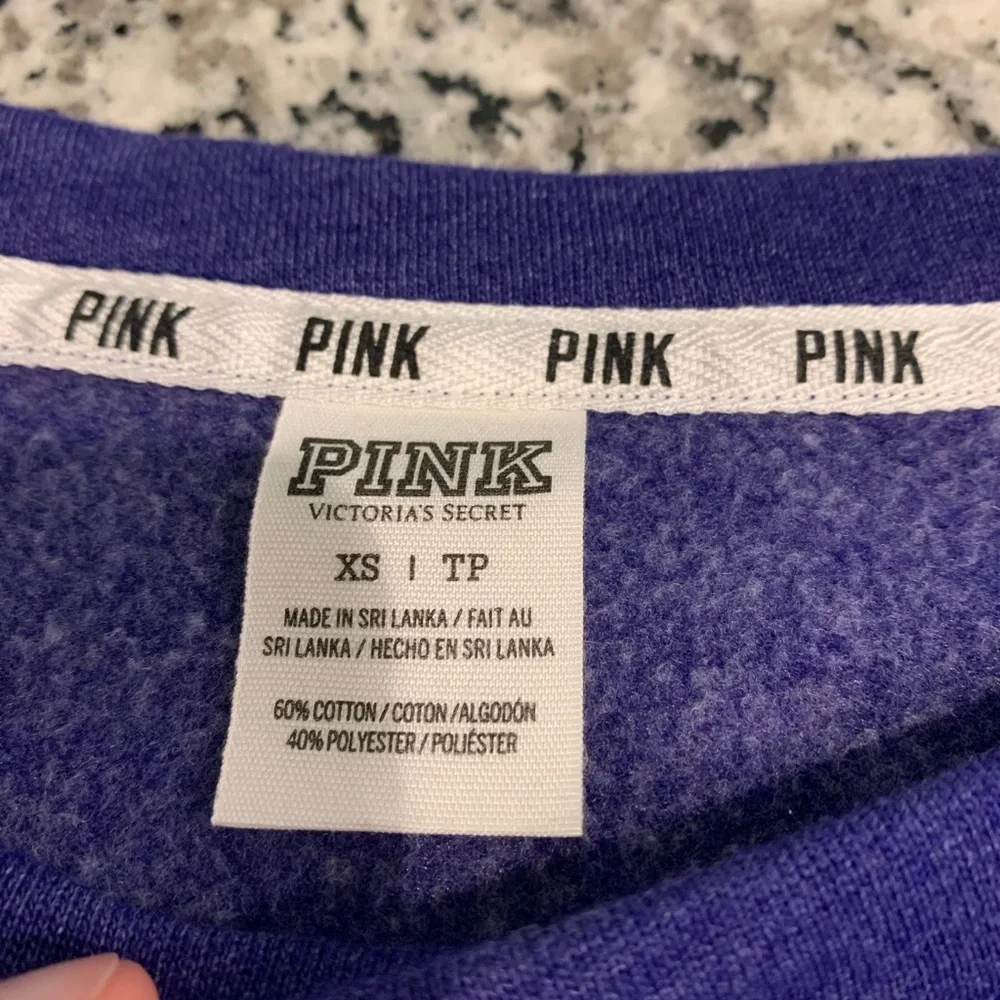 PINK PINK PINK PINK
PINK
VICTORIA'S SECRET
XS | TP
MADE IN SRI LANKA / FAIT AU
SRI LANKA / HECHO EN SRI LANKA
60% COTTON / COTON / ALGODÓN
40% POLYESTER / POLIÉSTER